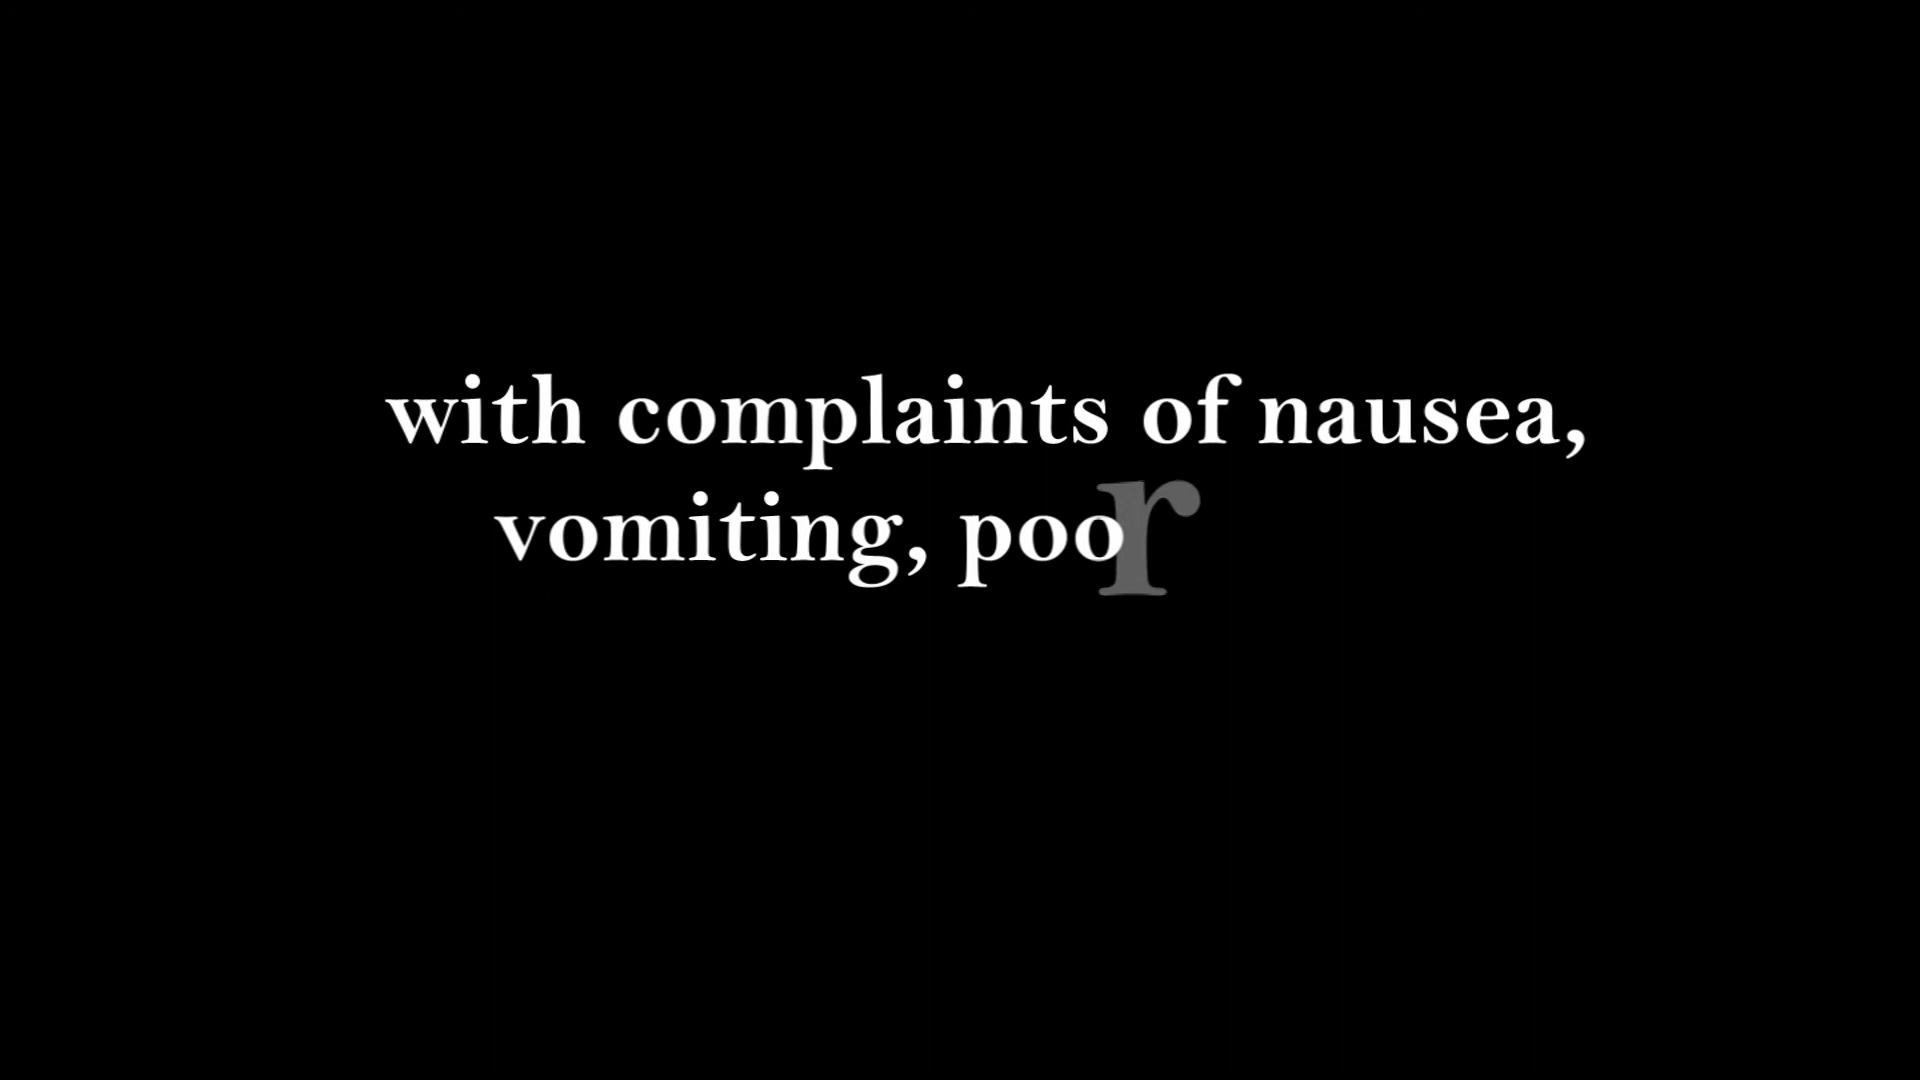 with complaints of nausea,
vomiting, poor